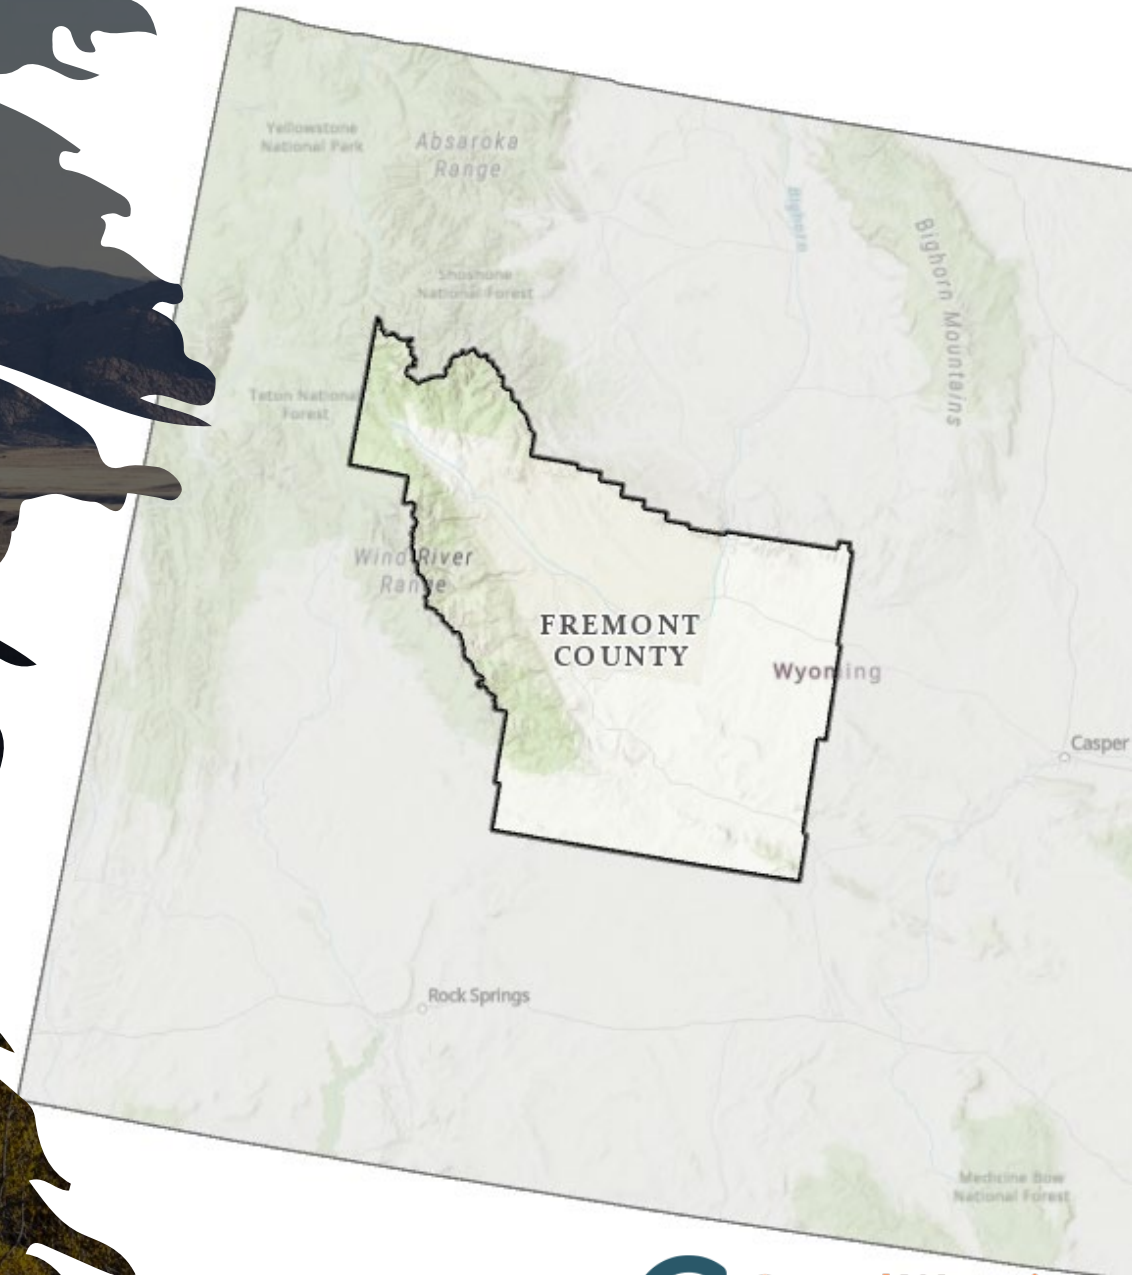 Yellowstone
National Park
Absaroka
Range
Bighorn
Bighorn Mountains
Shoshone
National Forest
Teton National
Forest
Wind River
Range
FREMONT
COUNTY
Wyoming
Casper
Rock Springs
Medicine Bow
National Forest